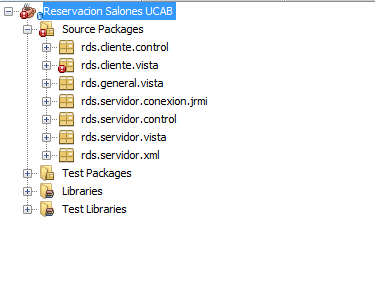 Reservacion Salones UCAB
Source Packages
rds.cliente.control
rds.cliente.vista
rds.general.vista
rds.servidor.conexion.jrmi
rds.servidor.control
rds.servidor.vista
rds.servidor.xml
Test Packages
Libraries
Test Libraries